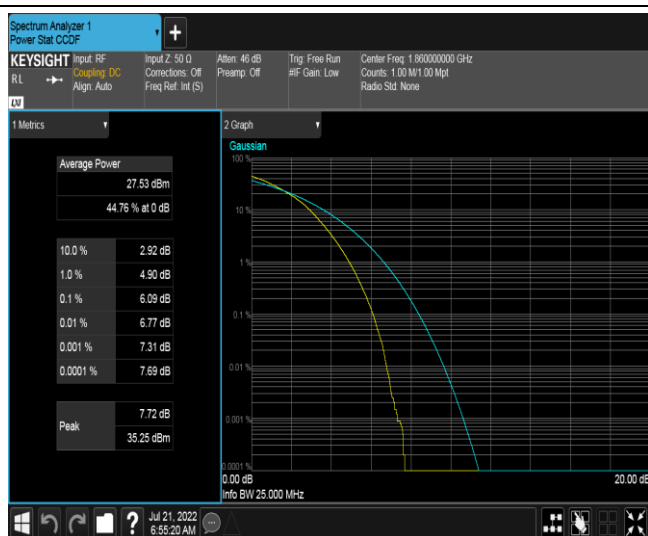 Spectrum Analyzer 1
Power Stat CCDF
+
KEYSIGHT
RL
LXI
Input: RF
Coupling: DC
Align: Auto
Input Z: 50 Ω
Corrections: Off
Freq Ref: Int (S)
Atten: 46 dB
Preamp: Off
Trig: Free Run
#IF Gain: Low
Center Freq: 1.860000000 GHz
Counts: 1.00 M/1.00 Mpt
Radio Std: None
1 Metrics
Average Power
27.53 dBm
44.76 % at 0 dB
10.0 % 2.92 dB
1.0 % 4.90 dB
0.1 % 6.09 dB
0.01 % 6.77 dB
0.001 % 7.31 dB
0.0001 % 7.69 dB
Peak
7.72 dB
35.25 dBm
2 Graph
Gaussian
100 %
10 %
1 %
0.1 %
0.01 %
0.001 %
0.0001 %
0.00 dB
20.00 dB
Info BW 25.000 MHz
?
Jul 21, 2022
6:55:20 AM